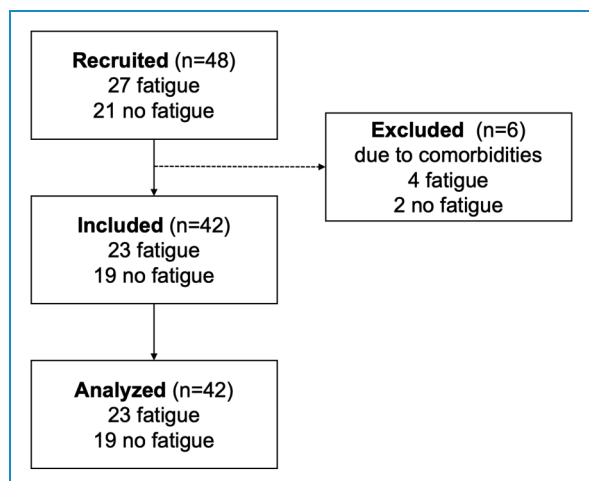 Recruited (n=48)
27 fatigue
21 no fatigue
Excluded (n=6)
due to comorbidities
4 fatigue
2 no fatigue
Included (n=42)
23 fatigue
19 no fatigue
Analyzed (n=42)
23 fatigue
19 no fatigue